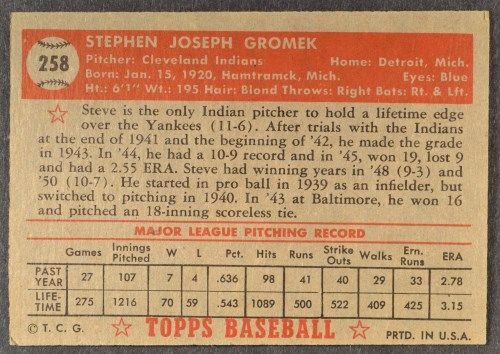 258
STEPHEN JOSEPH GROMEK
Pitcher: Cleveland Indians Home: Detroit, Mich.
Born: Jan. 15, 1920, Hamtramck, Mich. Eyes: Blue
Ht.: 6'1" Wt.: 195 Hair: Blond Throws: Right Bats: Rt. & Lft.
Steve is the only Indian pitcher to hold a lifetime edge
over the Yankees (11-6). After trials with the Indians
at the end of 1941 and the beginning of '42, he made the grade
in 1943. In '44, he had a 10-9 record and in '45, won 19, lost 9
and had a 2.55 ERA. Steve had winning years in '48 (9-3) and
'50 (10-7). He started in pro ball in 1939 as an infielder, but
switched to pitching in 1940. In '43 at Baltimore, he won 16
and pitched an 18-inning scoreless tie.
MAJOR LEAGUE PITCHING RECORD
Games Innings Pitched W L Pct. Hits Runs Strike Outs Walks Ern. Runs ERA
PAST YEAR 27 107 7 4 .636 98 41 40 29 33 2.78
LIFE-TIME 275 1216 70 59 .543 1089 500 522 409 425 3.15
© T. C. G. TOPPS BASEBALL PRTD. IN U.S.A.